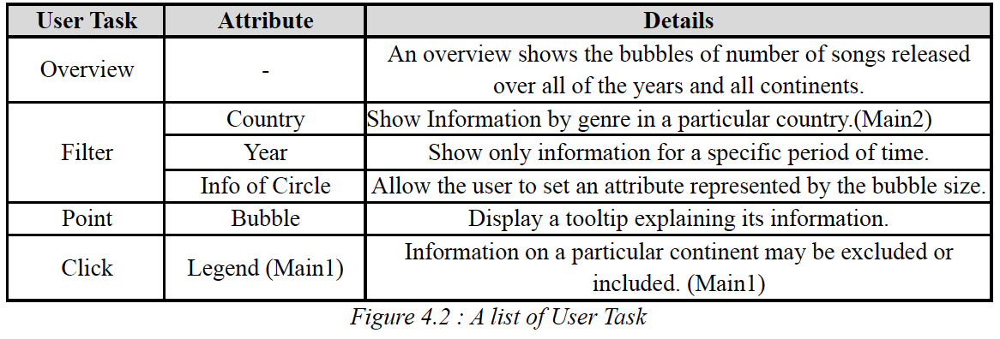 User Task Attribute Details
Overview - An overview shows the bubbles of number of songs released
over all of the years and all continents.
Filter Country Show Information by genre in a particular country.(Main2)
Year Show only information for a specific period of time.
Info of Circle Allow the user to set an attribute represented by the bubble size.
Point Bubble Display a tooltip explaining its information.
Click Legend (Main1) Information on a particular continent may be excluded or
included. (Main1)
Figure 4.2 : A list of User Task